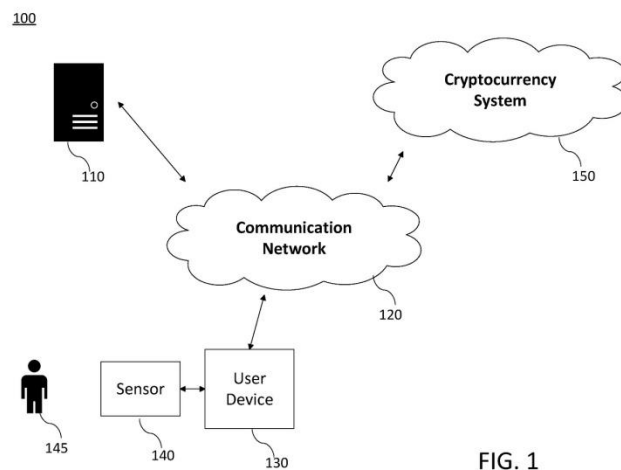 100
Cryptocurrency
System
110
150
Communication
Network
120
Sensor
User
Device
145
140
130
FIG. 1